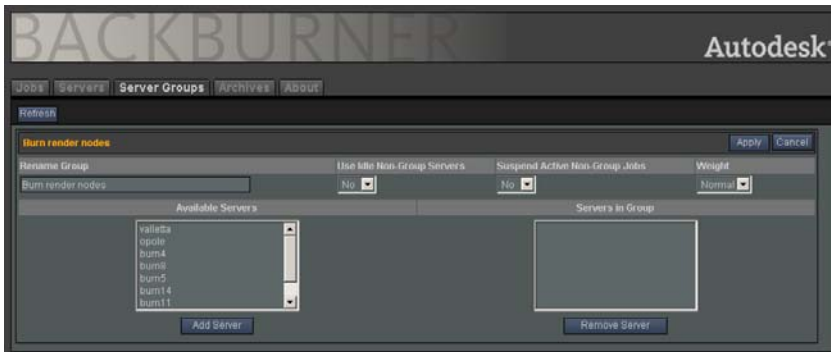 BACKBURNER
Autodesk
Jobs Servers Server Groups Archives About
Refresh
Burn render nodes Apply Cancel
Rename Group Use Idle Non-Group Servers Suspend Active Non-Group Jobs Weight
Burn render nodes No No Normal
Available Servers Servers in Group
valletta
opole
burn4
burn8
burn5
burn14
burn11
Add Server Remove Server